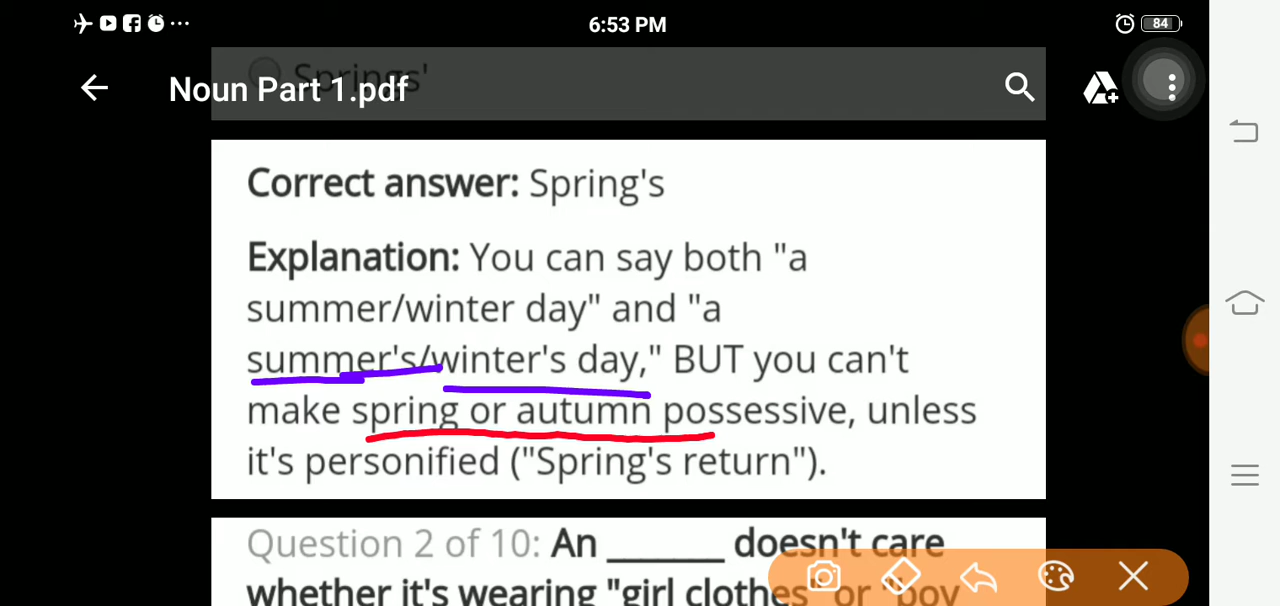 6:53 PM
84
Springs'
Noun Part 1.pdf
Correct answer: Spring's
Explanation: You can say both "a
summer/winter day" and "a
summer's/winter's day," BUT you can't
make spring or autumn possessive, unless
it's personified ("Spring's return").
Question 2 of 10: An _______ doesn't care
whether it's wearing "girl clothes" or "boy